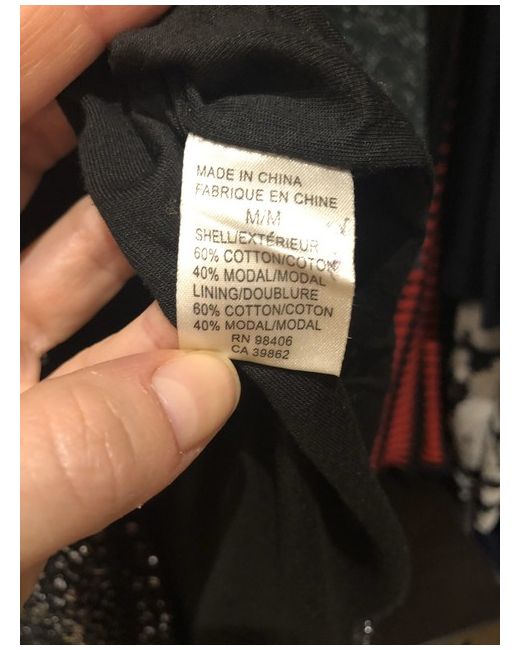 MADE IN CHINA
FABRIQUE EN CHINE
M/M
SHELL/EXTÉRIEUR
60% COTTON/COTON
40% MODAL/MODAL
LINING/DOUBLURE
60% COTTON/COTON
40% MODAL/MODAL
RN 98406
CA 39862